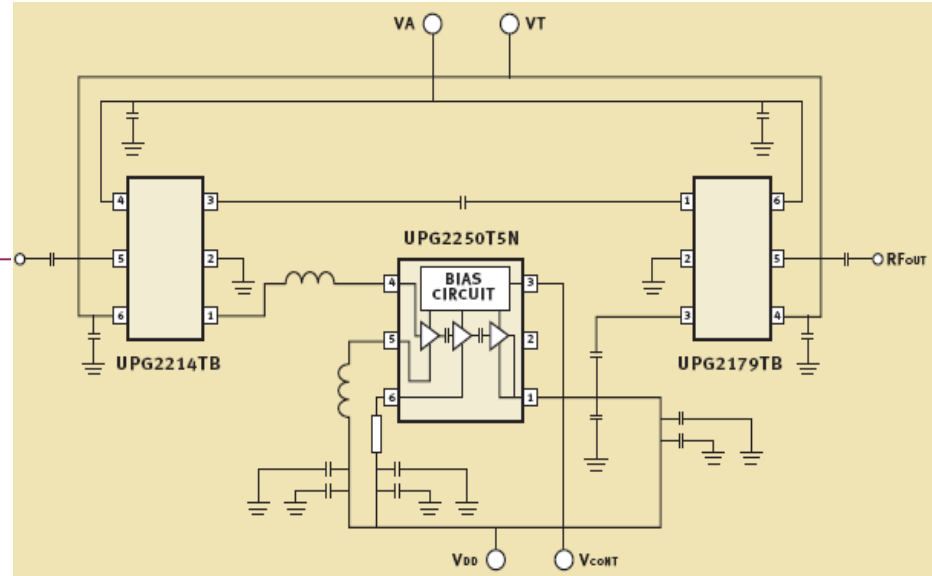 VA VT
4 3 1 6
UPG2250T5N
5 2 BIAS CIRCUIT 2 5 RFOUT
4 3
6 1 3 4
UPG2214TB 5 2 UPG2179TB
6 1
VDD VCONT